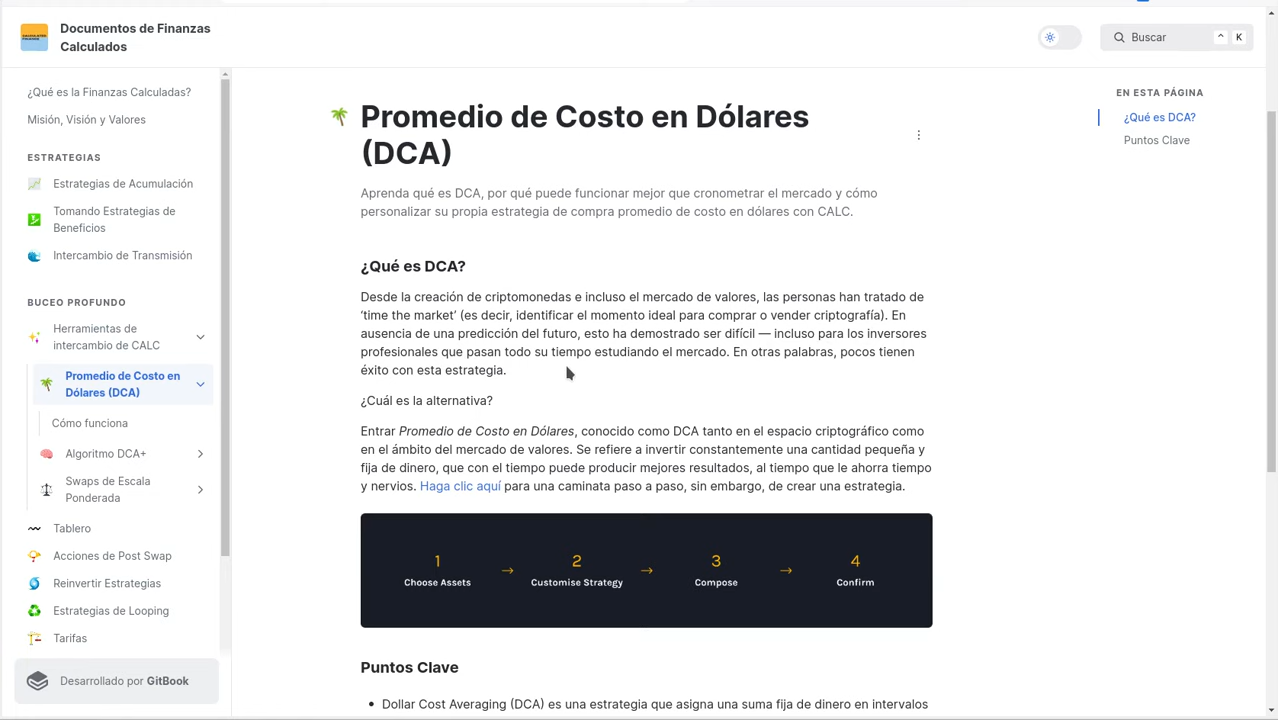 Documentos de Finanzas
Calculados
Buscar
^ K
¿Qué es la Finanzas Calculadas?
Misión, Visión y Valores
ESTRATEGIAS
Estrategias de Acumulación
Tomando Estrategias de
Beneficios
Intercambio de Transmisión
BUCEO PROFUNDO
Herramientas de
intercambio de CALC
Promedio de Costo en
Dólares (DCA)
Cómo funciona
Algoritmo DCA+
Swaps de Escala
Ponderada
Tablero
Acciones de Post Swap
Reinvertir Estrategias
Estrategias de Looping
Tarifas
Desarrollado por GitBook
Promedio de Costo en Dólares
(DCA)
Aprenda qué es DCA, por qué puede funcionar mejor que cronometrar el mercado y cómo
personalizar su propia estrategia de compra promedio de costo en dólares con CALC.
¿Qué es DCA?
Desde la creación de criptomonedas e incluso el mercado de valores, las personas han tratado de
‘time the market’ (es decir, identificar el momento ideal para comprar o vender criptografía). En
ausencia de una predicción del futuro, esto ha demostrado ser difícil — incluso para los inversores
profesionales que pasan todo su tiempo estudiando el mercado. En otras palabras, pocos tienen
éxito con esta estrategia.
¿Cuál es la alternativa?
Entrar Promedio de Costo en Dólares, conocido como DCA tanto en el espacio criptográfico como
en el ámbito del mercado de valores. Se refiere a invertir constantemente una cantidad pequeña y
fija de dinero, que con el tiempo puede producir mejores resultados, al tiempo que le ahorra tiempo
y nervios. Haga clic aquí para una caminata paso a paso, sin embargo, de crear una estrategia.
1 → 2 → 3 → 4
Choose Assets Customise Strategy Compose Confirm
Puntos Clave
• Dollar Cost Averaging (DCA) es una estrategia que asigna una suma fija de dinero en intervalos
EN ESTA PÁGINA
¿Qué es DCA?
Puntos Clave